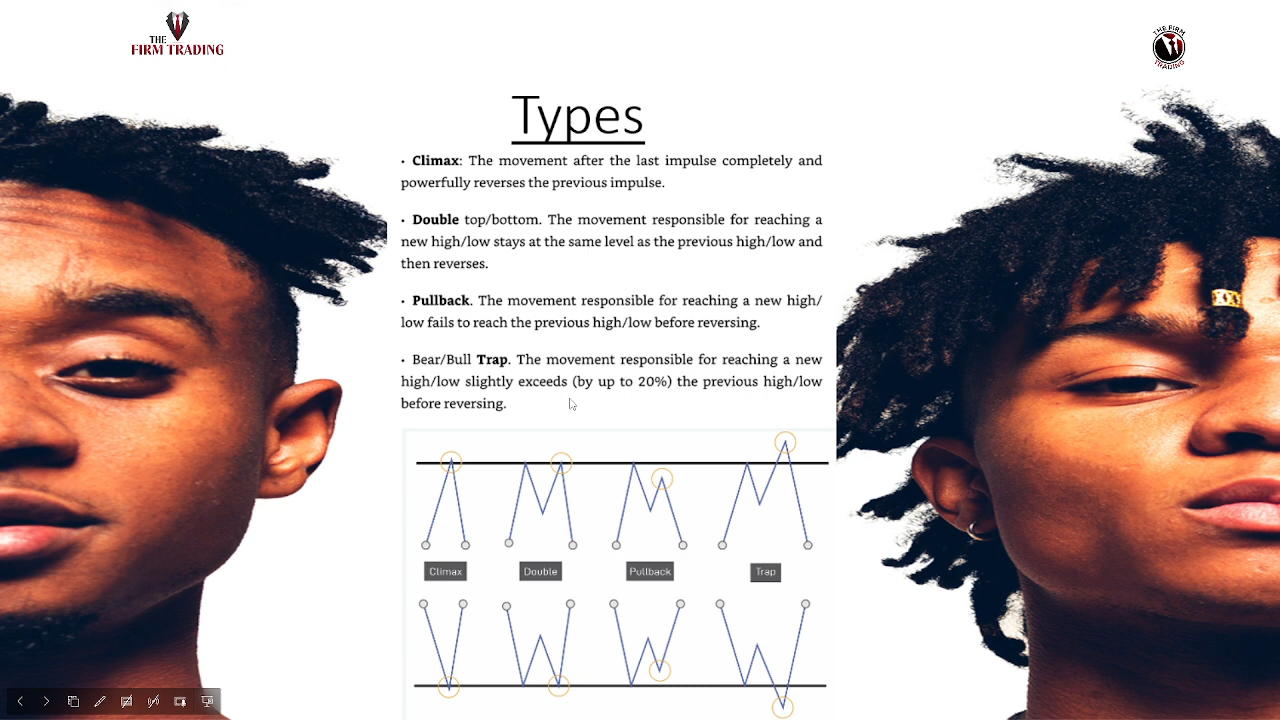 THE
FIRM TRADING
THE FIRM
TRADING
Types
· Climax: The movement after the last impulse completely and
powerfully reverses the previous impulse.
· Double top/bottom. The movement responsible for reaching a
new high/low stays at the same level as the previous high/low and
then reverses.
· Pullback. The movement responsible for reaching a new high/
low fails to reach the previous high/low before reversing.
· Bear/Bull Trap. The movement responsible for reaching a new
high/low slightly exceeds (by up to 20%) the previous high/low
before reversing.
Climax
Double
Pullback
Trap